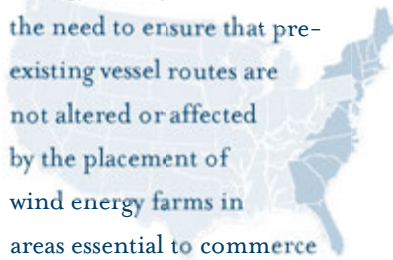 the need to ensure that pre-
existing vessel routes are
not altered or affected
by the placement of
wind energy farms in
areas essential to commerce